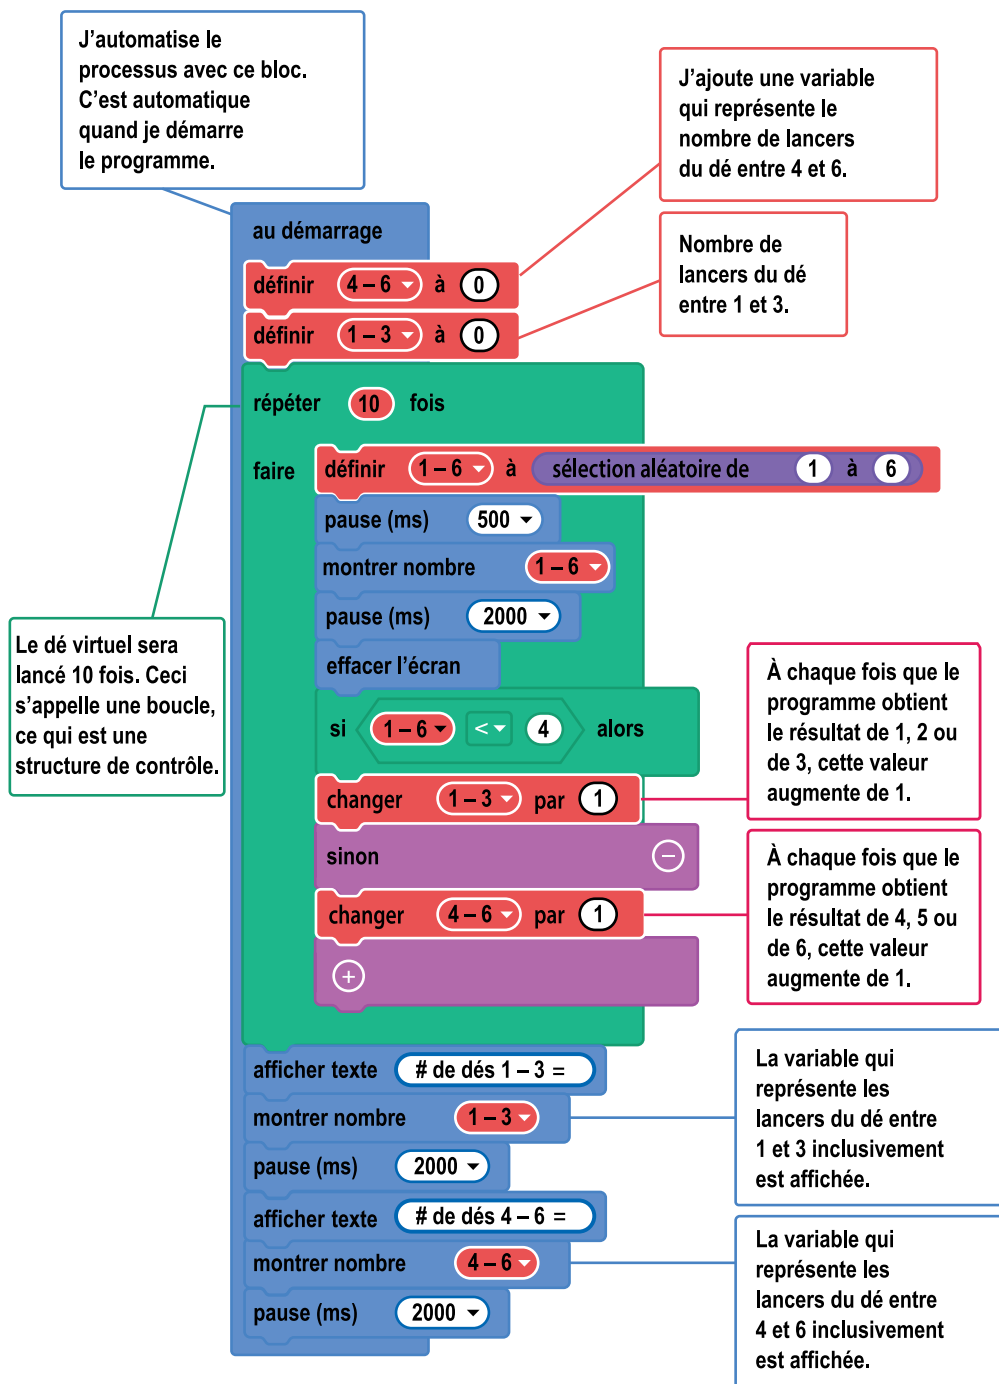 J'automatise le
processus avec ce bloc.
C'est automatique
quand je démarre
le programme.
J'ajoute une variable
qui représente le
nombre de lancers
du dé entre 4 et 6.
Nombre de
lancers du dé
entre 1 et 3.
au démarrage
définir 4 – 6 à 0
définir 1 – 3 à 0
répéter 10 fois
faire définir 1 – 6 à sélection aléatoire de 1 à 6
pause (ms) 500
montrer nombre 1 – 6
pause (ms) 2000
effacer l'écran
si 1 – 6 < 4 alors
changer 1 – 3 par 1
sinon −
changer 4 – 6 par 1
+
Le dé virtuel sera
lancé 10 fois. Ceci
s'appelle une boucle,
ce qui est une
structure de contrôle.
À chaque fois que le
programme obtient
le résultat de 1, 2 ou
de 3, cette valeur
augmente de 1.
À chaque fois que le
programme obtient
le résultat de 4, 5 ou
de 6, cette valeur
augmente de 1.
afficher texte # de dés 1 – 3 =
montrer nombre 1 – 3
pause (ms) 2000
afficher texte # de dés 4 – 6 =
montrer nombre 4 – 6
pause (ms) 2000
La variable qui
représente les
lancers du dé entre
1 et 3 inclusivement
est affichée.
La variable qui
représente les
lancers du dé entre
4 et 6 inclusivement
est affichée.